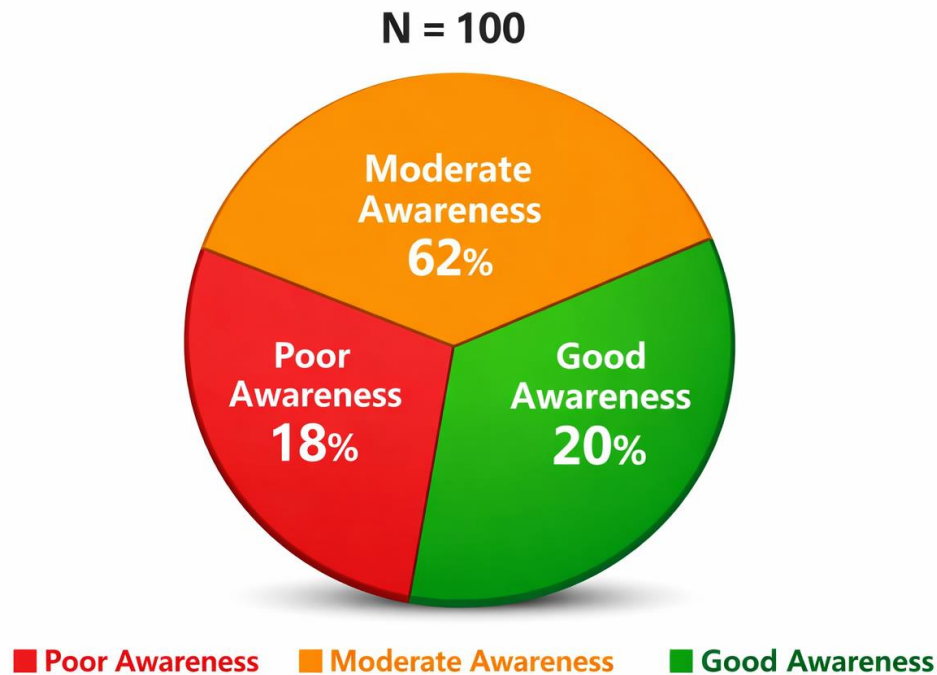 N = 100
Moderate
Awareness
62%
Poor
Awareness
18%
Good
Awareness
20%
Poor Awareness
Moderate Awareness
Good Awareness